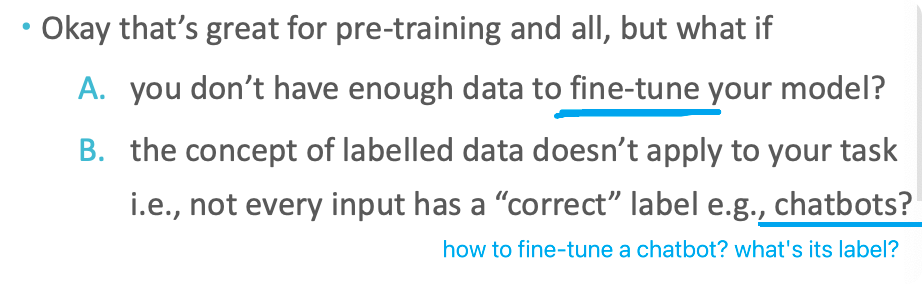 • Okay that’s great for pre-training and all, but what if
A. you don’t have enough data to fine-tune your model?
B. the concept of labelled data doesn’t apply to your task
i.e., not every input has a “correct” label e.g., chatbots?
how to fine-tune a chatbot? what's its label?